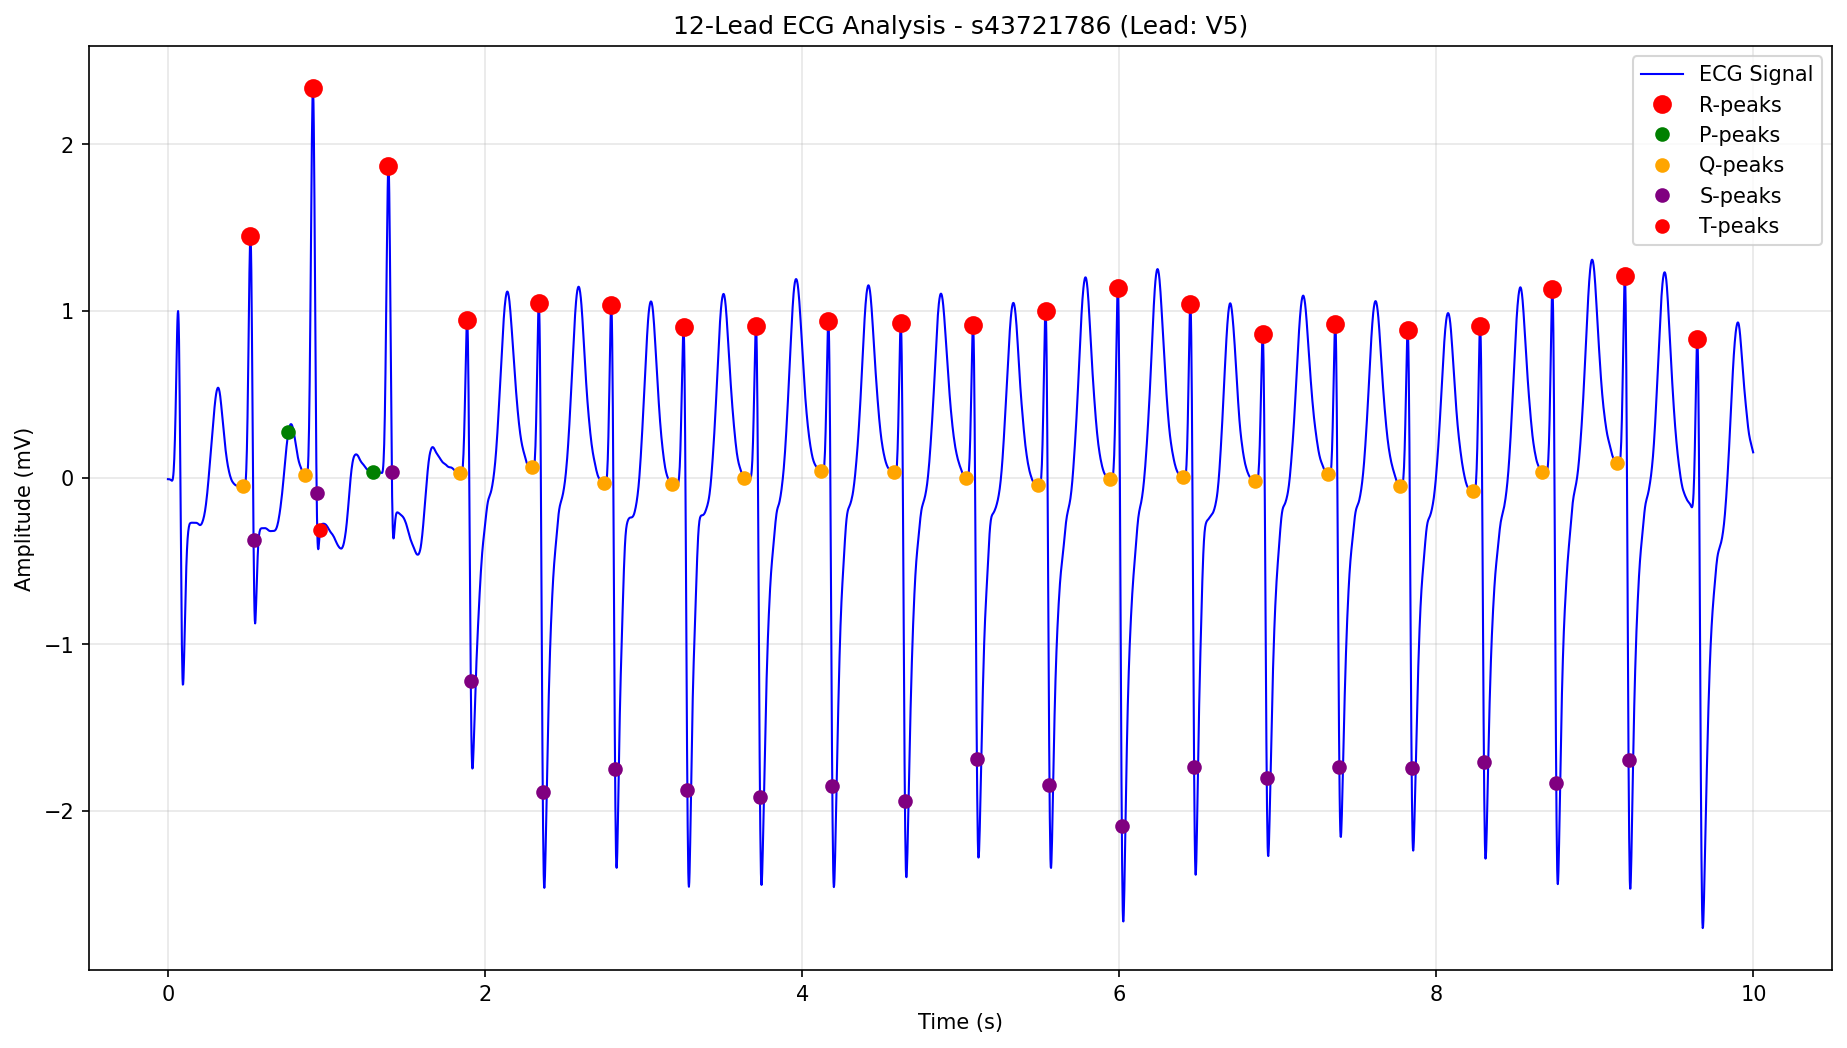 12-Lead ECG Analysis - s43721786 (Lead: V5)
ECG Signal
R-peaks
P-peaks
Q-peaks
S-peaks
T-peaks
Amplitude (mV)
2
1
0
−1
−2
0 2 4 6 8 10
Time (s)